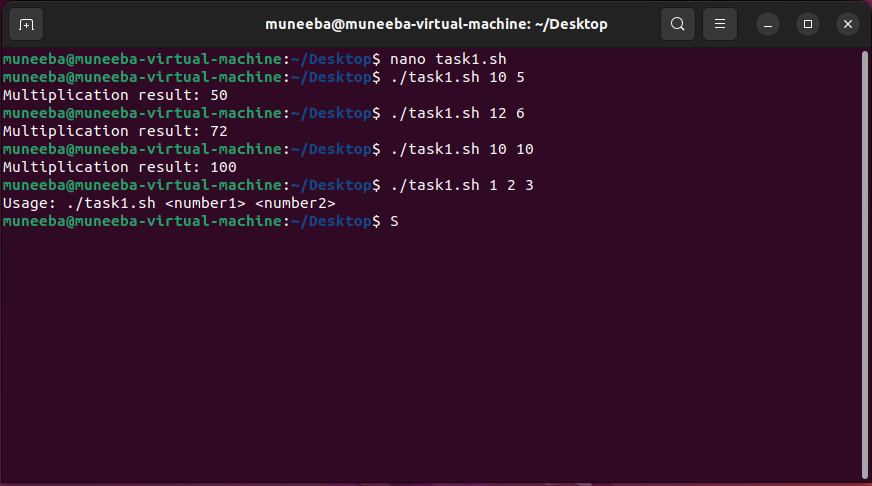 muneeba@muneeba-virtual-machine: ~/Desktop
muneeba@muneeba-virtual-machine:~/Desktop$ nano task1.sh
muneeba@muneeba-virtual-machine:~/Desktop$ ./task1.sh 10 5
Multiplication result: 50
muneeba@muneeba-virtual-machine:~/Desktop$ ./task1.sh 12 6
Multiplication result: 72
muneeba@muneeba-virtual-machine:~/Desktop$ ./task1.sh 10 10
Multiplication result: 100
muneeba@muneeba-virtual-machine:~/Desktop$ ./task1.sh 1 2 3
Usage: ./task1.sh <number1> <number2>
muneeba@muneeba-virtual-machine:~/Desktop$ S